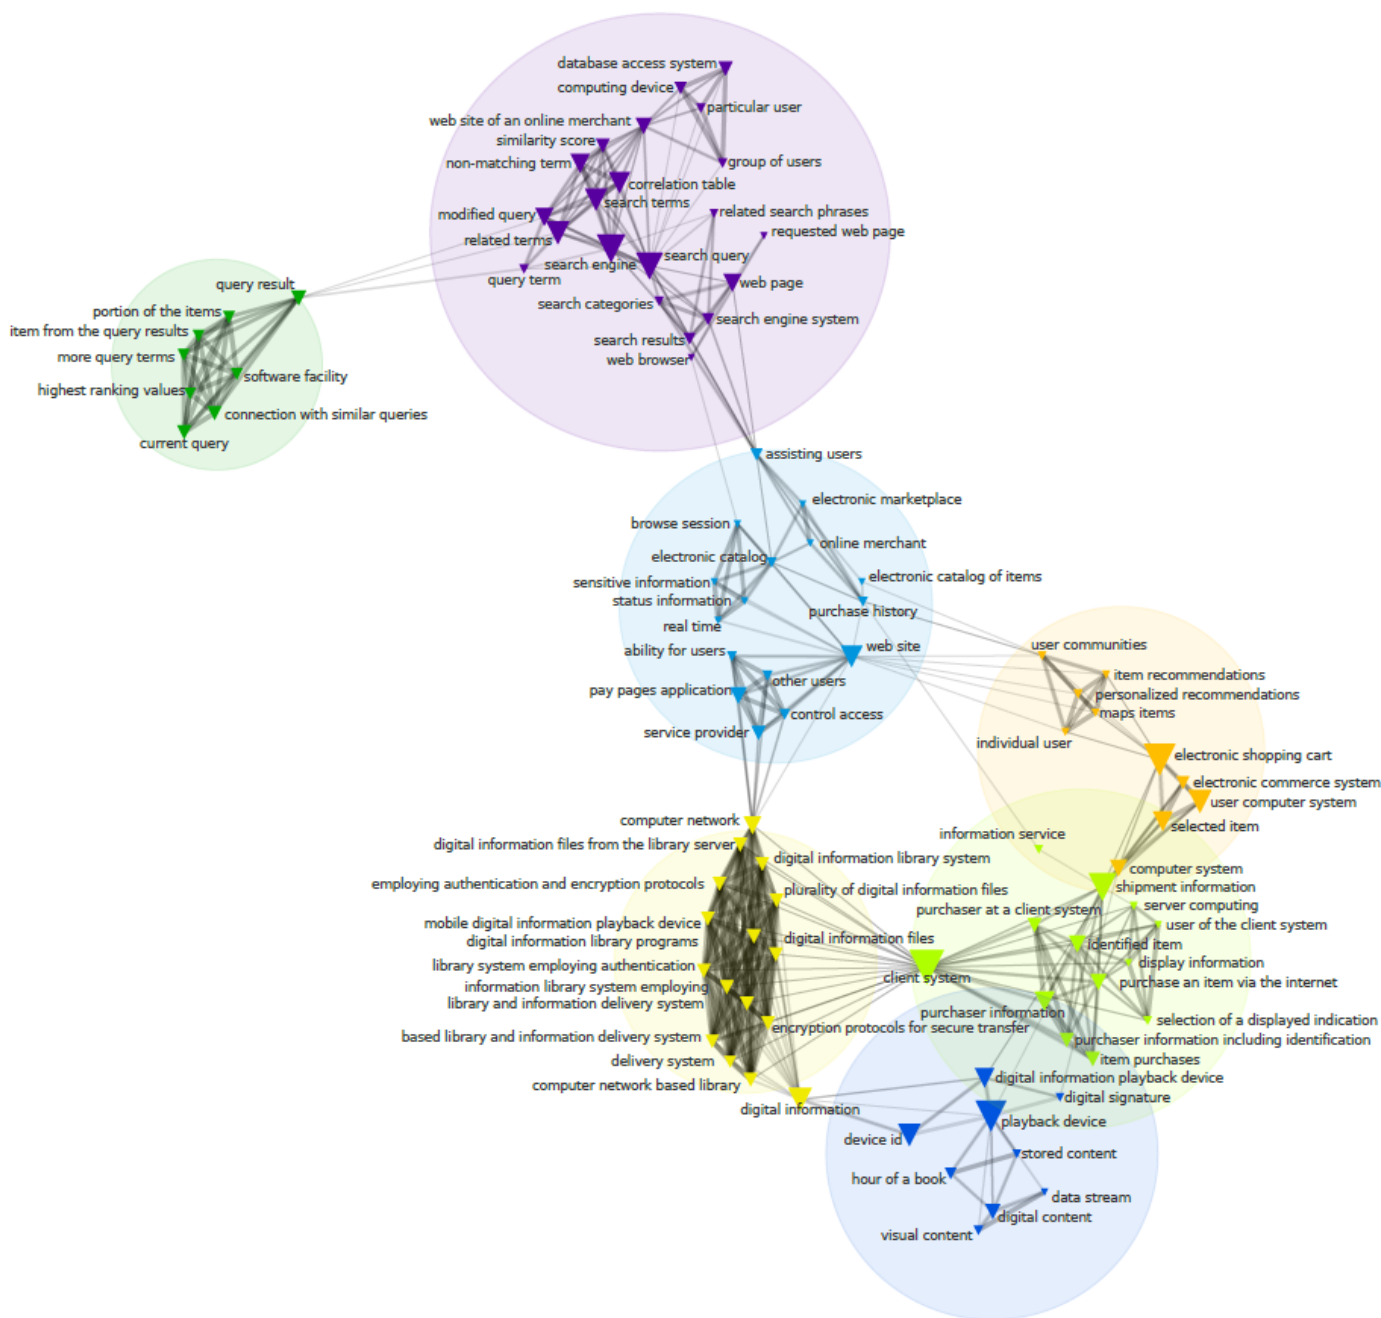 database access system
computing device
particular user
web site of an online merchant
similarity score
non-matching term
group of users
correlation table
search terms
modified query
related search phrases
related terms
requested web page
search engine
search query
query term
web page
search categories
search engine system
search results
web browser
query result
portion of the items
item from the query results
more query terms
software facility
highest ranking values
connection with similar queries
current query
assisting users
electronic marketplace
browse session
online merchant
electronic catalog
sensitive information
electronic catalog of items
status information
purchase history
real time
web site
ability for users
other users
pay pages application
control access
service provider
user communities
item recommendations
personalized recommendations
maps items
individual user
electronic shopping cart
electronic commerce system
user computer system
selected item
computer system
information service
shipment information
server computing
purchaser at a client system
user of the client system
identified item
display information
client system
purchase an item via the internet
purchaser information
selection of a displayed indication
purchaser information including identification
item purchases
computer network
digital information files from the library server
digital information library system
employing authentication and encryption protocols
plurality of digital information files
mobile digital information playback device
digital information library programs
digital information files
library system employing authentication
information library system employing
library and information delivery system
encryption protocols for secure transfer
based library and information delivery system
delivery system
computer network based library
digital information
digital information playback device
digital signature
playback device
device id
stored content
hour of a book
data stream
digital content
visual content